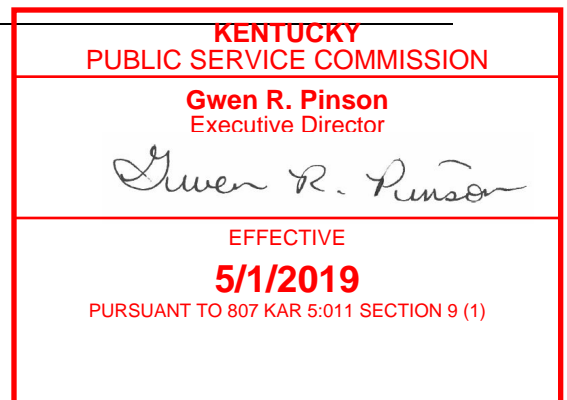 KENTUCKY
PUBLIC SERVICE COMMISSION
Gwen R. Pinson
Executive Director
Gwen R. Pinson
EFFECTIVE
5/1/2019
PURSUANT TO 807 KAR 5:011 SECTION 9 (1)